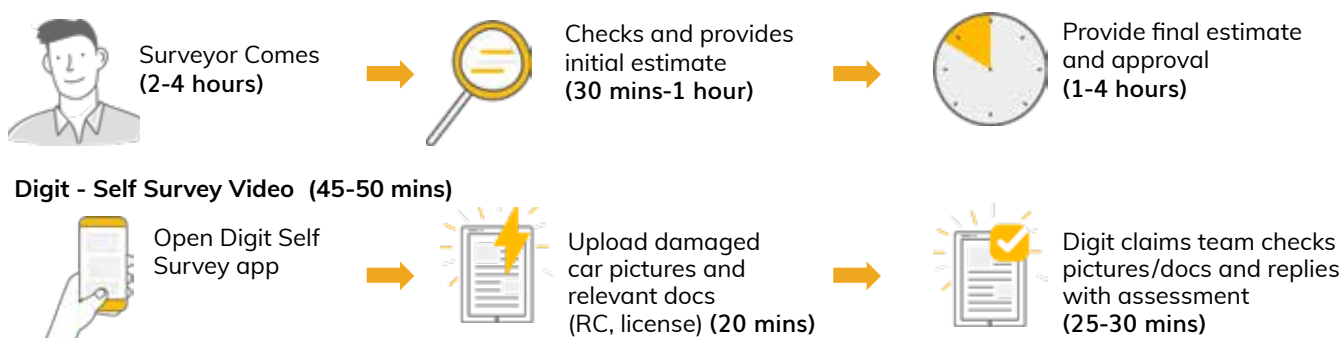 Surveyor Comes
(2-4 hours)
Checks and provides
initial estimate
(30 mins-1 hour)
Provide final estimate
and approval
(1-4 hours)
Digit - Self Survey Video (45-50 mins)
Open Digit Self
Survey app
Upload damaged
car pictures and
relevant docs
(RC, license) (20 mins)
Digit claims team checks
pictures/docs and replies
with assessment
(25-30 mins)